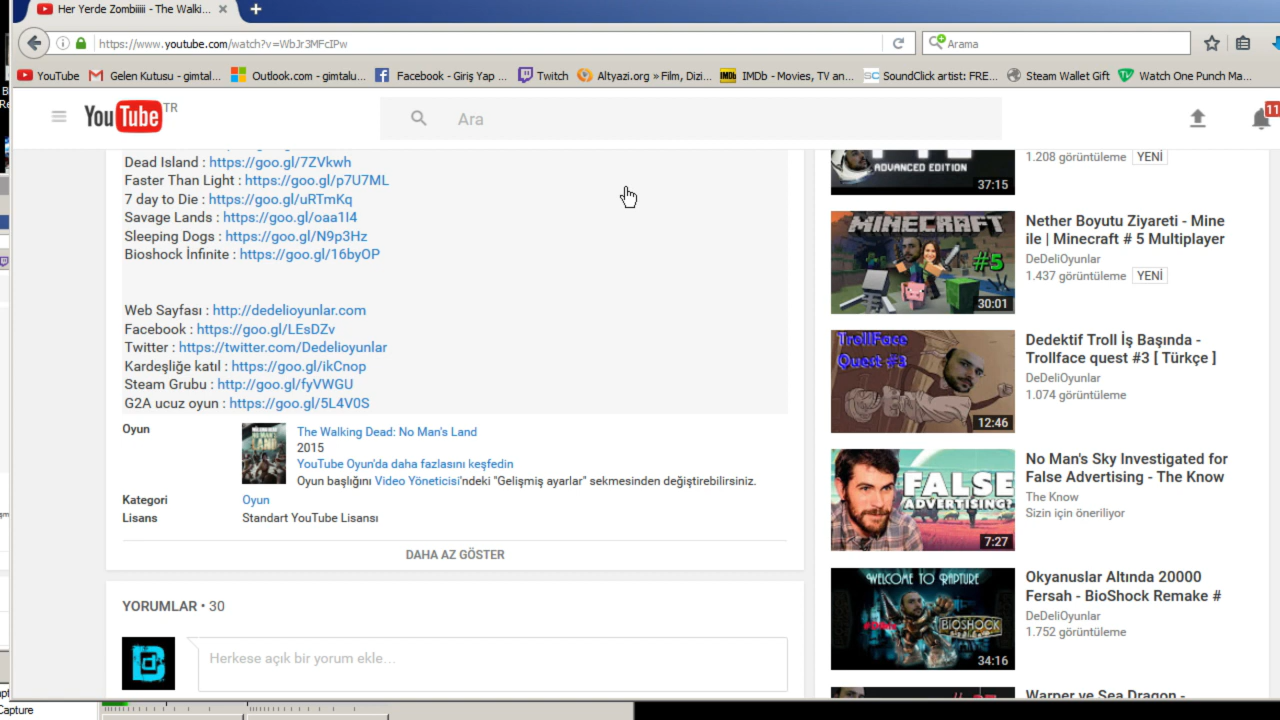 Her Yerde Zombiiiii - The Walki...
https://www.youtube.com/watch?v=WbJr3MFcIPw
Arama
YouTube
Gelen Kutusu - gimtal...
Outlook.com - gimtalu...
Facebook - Giriş Yap ...
Twitch
Altyazi.org » Film, Dizi...
IMDb - Movies, TV an...
SoundClick artist: FRE...
Steam Wallet Gift
Watch One Punch Ma...
YouTube TR
Ara
11
Dead Island : https://goo.gl/7ZVkwh
Faster Than Light : https://goo.gl/p7U7ML
7 day to Die : https://goo.gl/uRTmKq
Savage Lands : https://goo.gl/oaa1I4
Sleeping Dogs : https://goo.gl/N9p3Hz
Bioshock İnfinite : https://goo.gl/16byOP
Web Sayfası : http://dedelioyunlar.com
Facebook : https://goo.gl/LEsDZv
Twitter : https://twitter.com/Dedelioyunlar
Kardeşliğe katıl : https://goo.gl/ikCnop
Steam Grubu : http://goo.gl/fyVWGU
G2A ucuz oyun : https://goo.gl/5L4V0S
Oyun
The Walking Dead: No Man's Land
2015
YouTube Oyun'da daha fazlasını keşfedin
Oyun başlığını Video Yöneticisi'ndeki "Gelişmiş ayarlar" sekmesinden değiştirebilirsiniz.
Kategori
Oyun
Lisans
Standart YouTube Lisansı
DAHA AZ GÖSTER
YORUMLAR • 30
Herkese açık bir yorum ekle...
ADVANCED EDITION
37:15
1.208 görüntüleme YENİ
MINECRAFT
#5
30:01
Nether Boyutu Ziyareti - Mine
ile | Minecraft # 5 Multiplayer
DeDeliOyunlar
1.437 görüntüleme YENİ
TrollFace
Quest #3
12:46
Dedektif Troll İş Başında -
Trollface quest #3 [ Türkçe ]
DeDeliOyunlar
1.074 görüntüleme
FALSE
ADVERTISING?
7:27
No Man's Sky Investigated for
False Advertising - The Know
The Know
Sizin için öneriliyor
WELCOME TO RAPTURE
BIOSHOCK
34:16
Okyanuslar Altında 20000
Fersah - BioShock Remake #
DeDeliOyunlar
1.752 görüntüleme
Warper ve Sea Dragon -
Capture